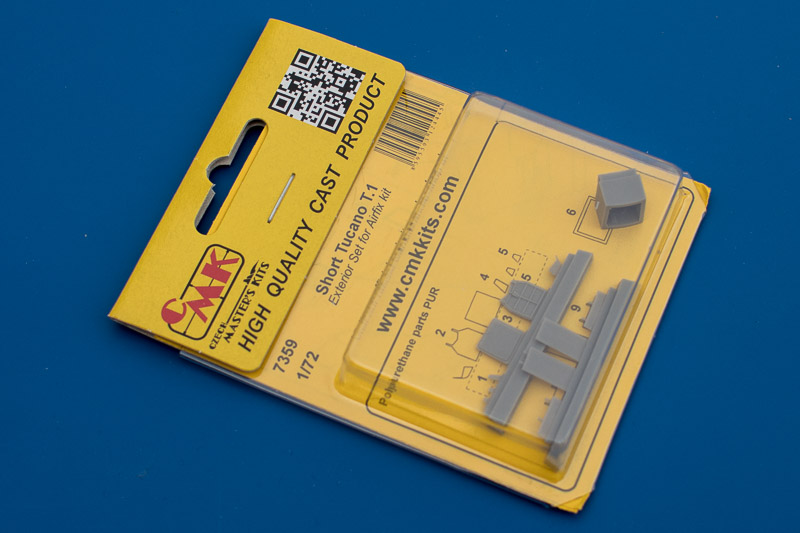 CMK
CZECH
MASTER'S KITS
HIGH QUALITY CAST PRODUCT
7359
1/72
Short Tucano T.1
Exterior Set for Airfix kit
www.cmkkits.com
Polyurethane parts PUR
1
2
3
4
5
5
6
9